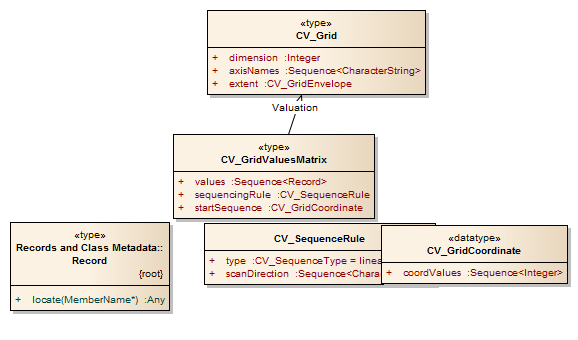 «type»
CV_Grid
+ dimension :Integer
+ axisNames :Sequence<CharacterString>
+ extent :CV_GridEnvelope
Valuation
«type»
CV_GridValuesMatrix
+ values :Sequence<Record>
+ sequencingRule :CV_SequenceRule
+ startSequence :CV_GridCoordinate
«type»
Records and Class Metadata::
Record
{root}
+ locate(MemberName*) :Any
CV_SequenceRule
+ type :CV_SequenceType = linea
+ scanDirection :Sequence<Chara
«datatype»
CV_GridCoordinate
+ coordValues :Sequence<Integer>